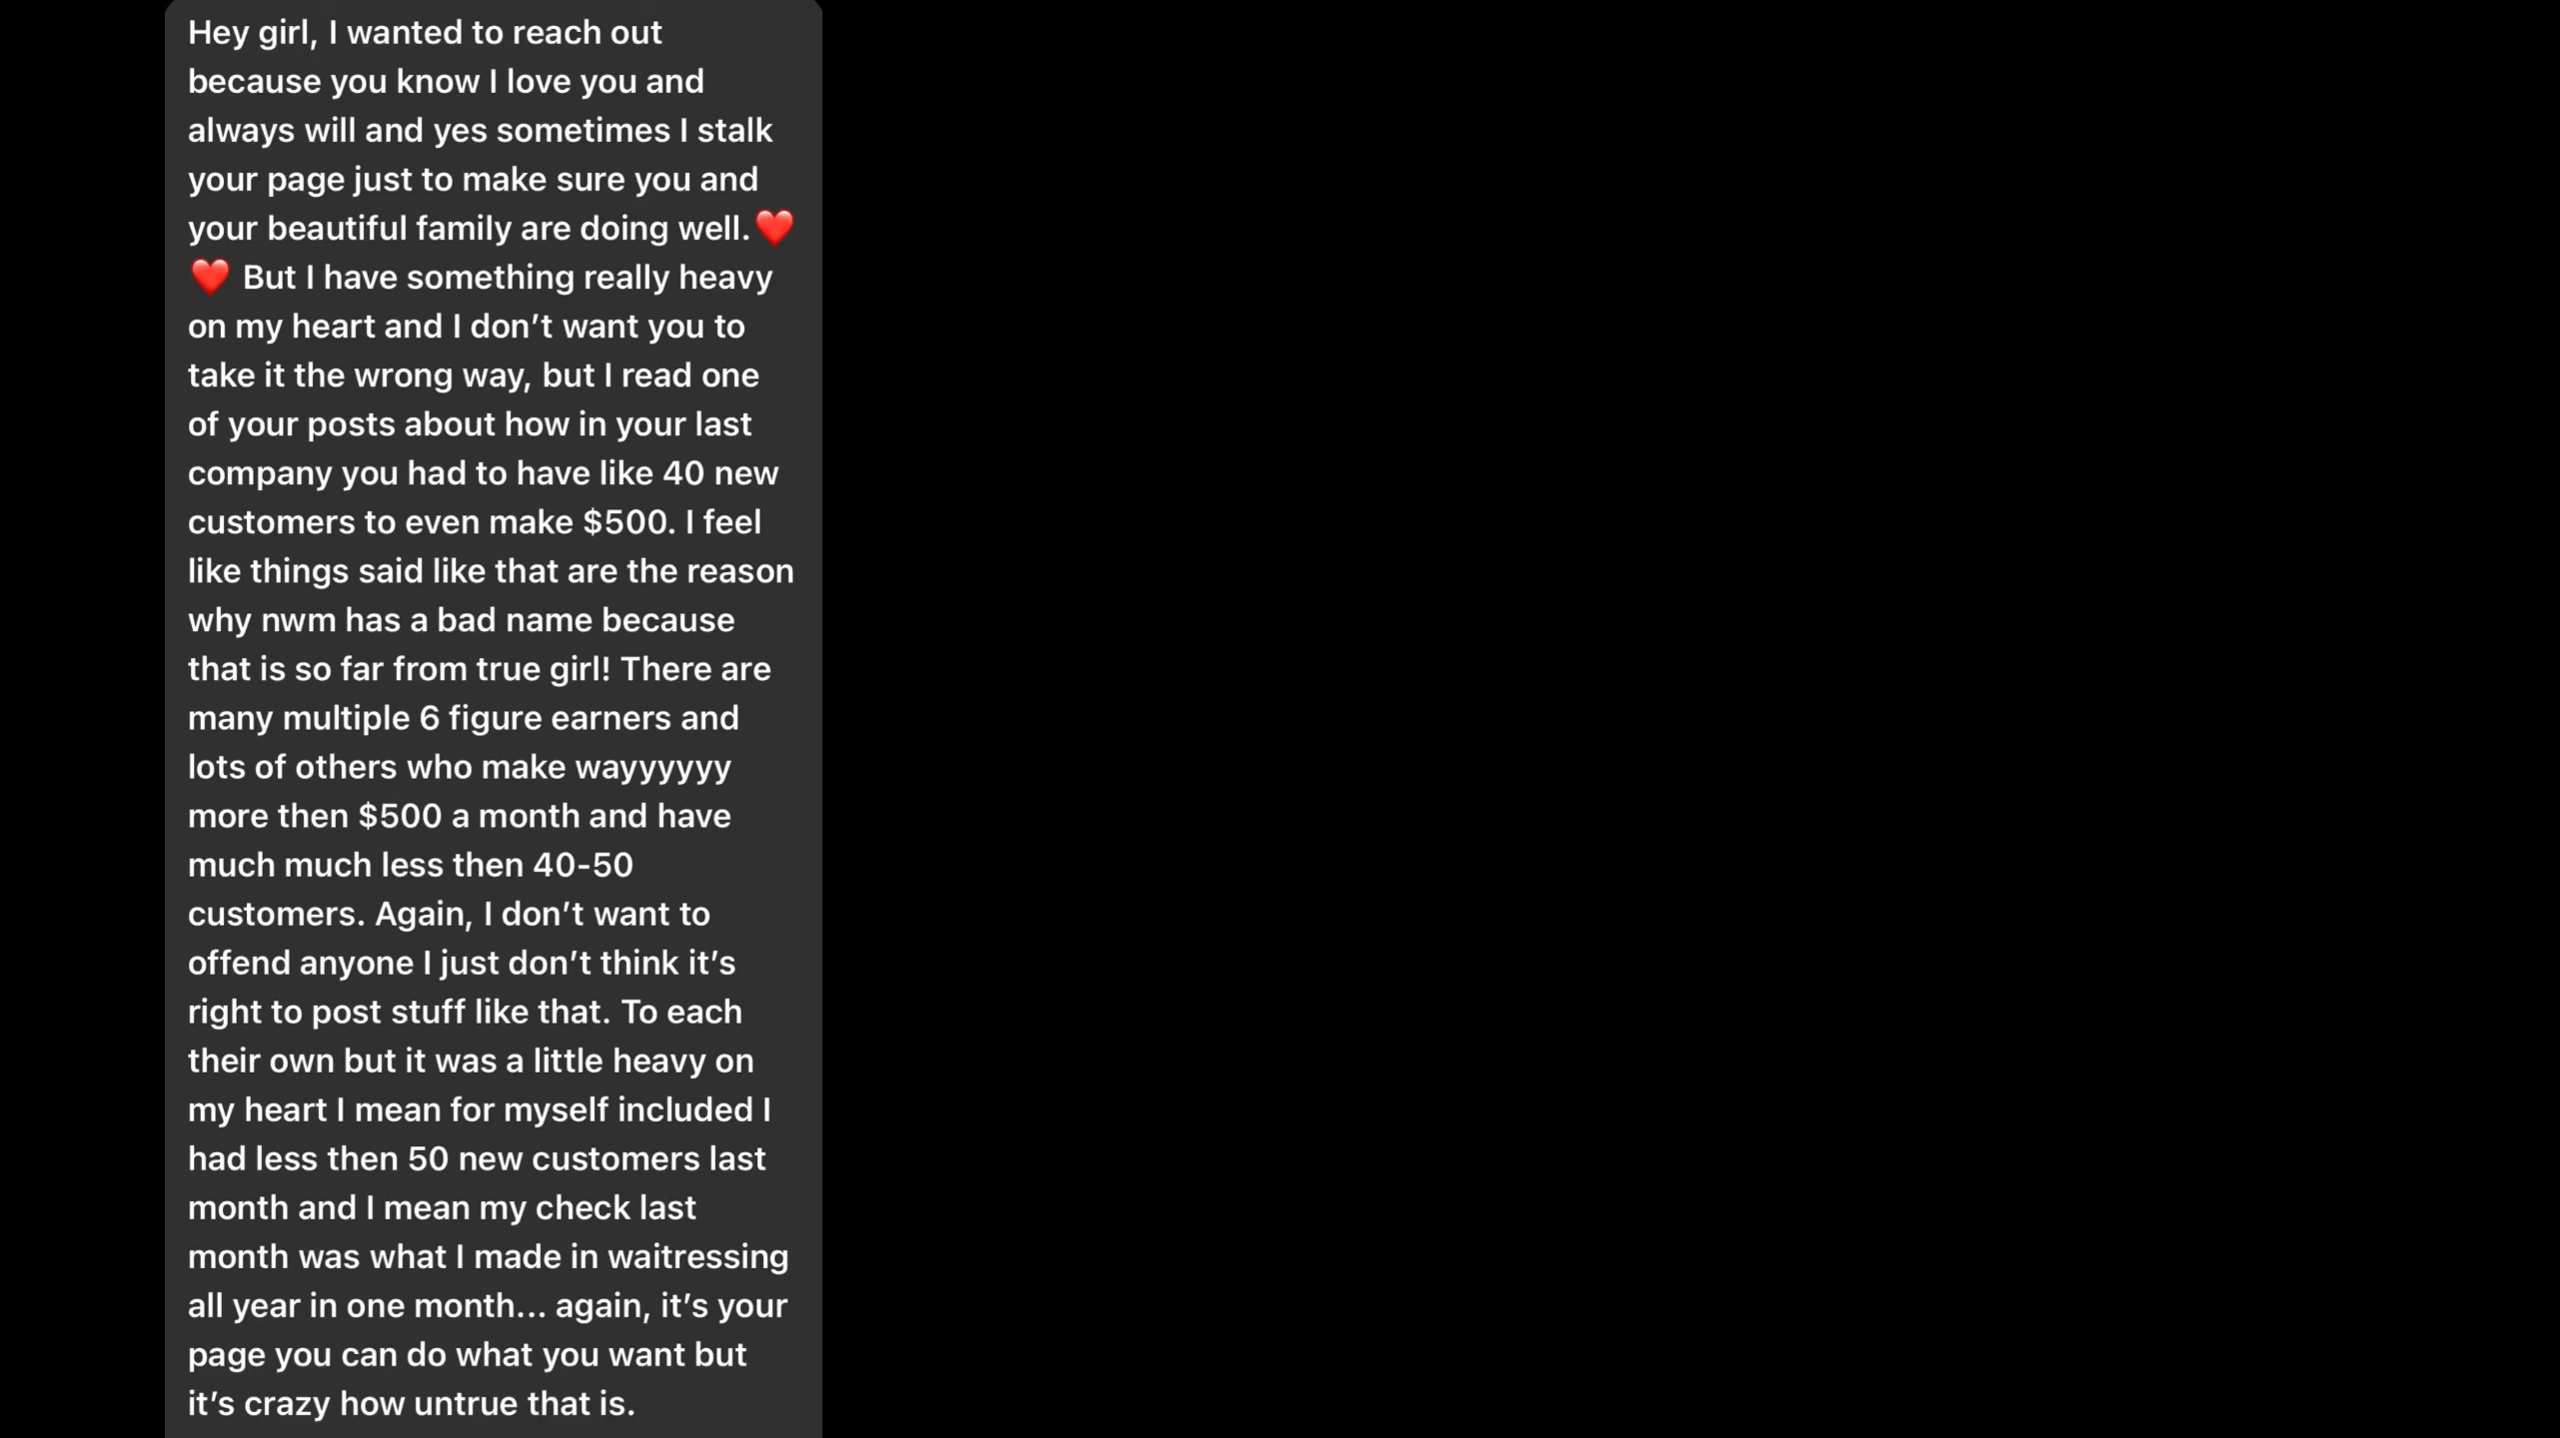 Hey girl, I wanted to reach out
because you know I love you and
always will and yes sometimes I stalk
your page just to make sure you and
your beautiful family are doing well.❤️
❤️ But I have something really heavy
on my heart and I don’t want you to
take it the wrong way, but I read one
of your posts about how in your last
company you had to have like 40 new
customers to even make $500. I feel
like things said like that are the reason
why nwm has a bad name because
that is so far from true girl! There are
many multiple 6 figure earners and
lots of others who make wayyyyyy
more then $500 a month and have
much much less then 40-50
customers. Again, I don’t want to
offend anyone I just don’t think it’s
right to post stuff like that. To each
their own but it was a little heavy on
my heart I mean for myself included I
had less then 50 new customers last
month and I mean my check last
month was what I made in waitressing
all year in one month... again, it’s your
page you can do what you want but
it’s crazy how untrue that is.